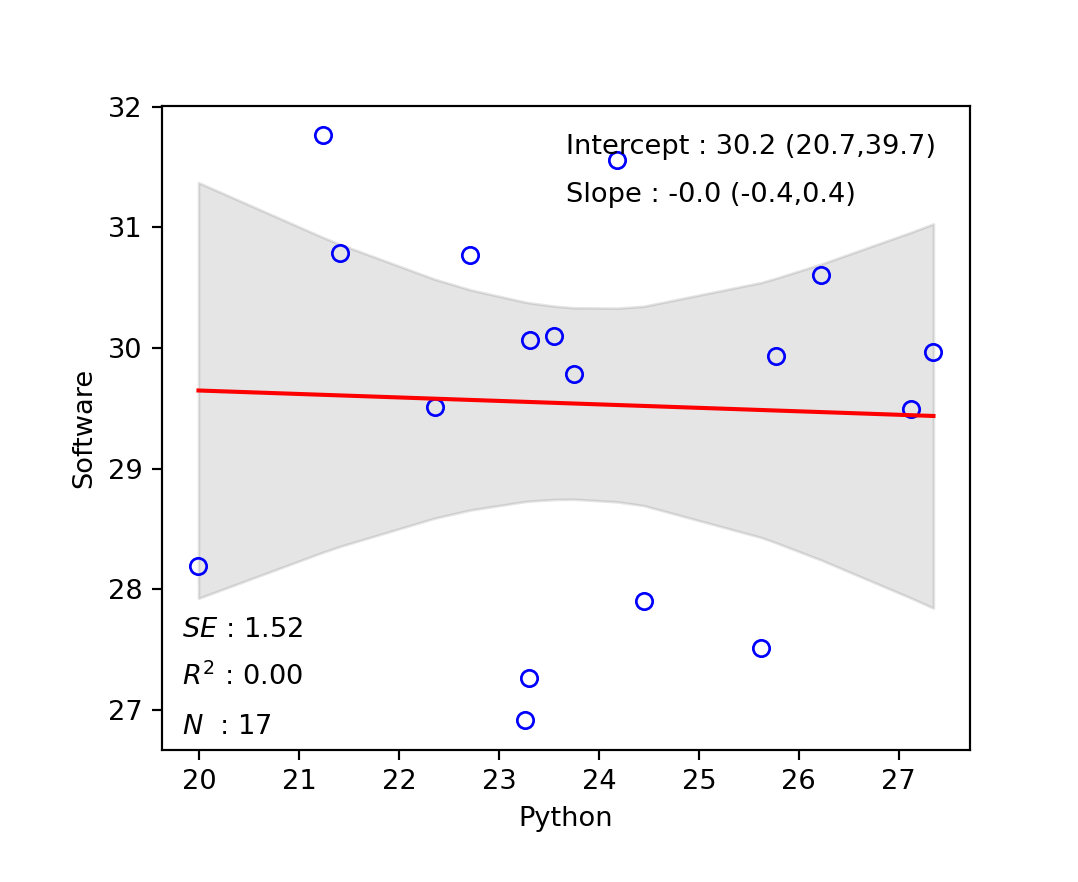 32
Intercept : 30.2 (20.7,39.7)
Slope : -0.0 (-0.4,0.4)
31
30
Software
29
28
SE : 1.52
R² : 0.00
27
N : 17
20 21 22 23 24 25 26 27
Python